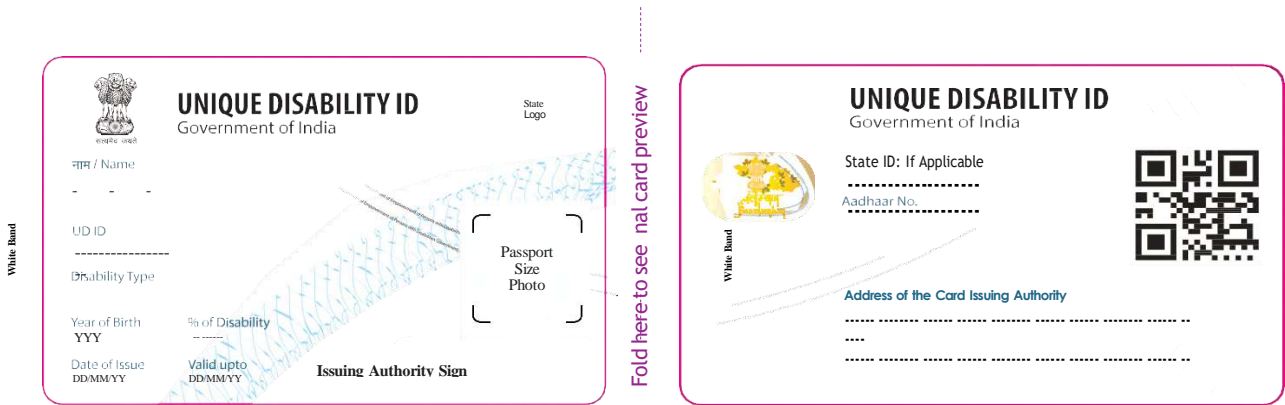 UNIQUE DISABILITY ID
Government of India
State
Logo
सत्यमेव जयते
नाम / Name
- - -
UD ID
----------------
Disability Type
Year of Birth
YYY
% of Disability
-- ------
Date of Issue
DD/MM/YY
Valid upto
DD/MM/YY
Issuing Authority Sign
Passport
Size
Photo
White Band
Fold here to see nal card preview
UNIQUE DISABILITY ID
Government of India
State ID: If Applicable
-------------------
Aadhaar No.
-------------------
White Band
Address of the Card Issuing Authority
------ -------- ------ ------ -------- ------ ------ -------- ------ --
----
------ -------- ------ ------ -------- ------ ------ -------- ------ --